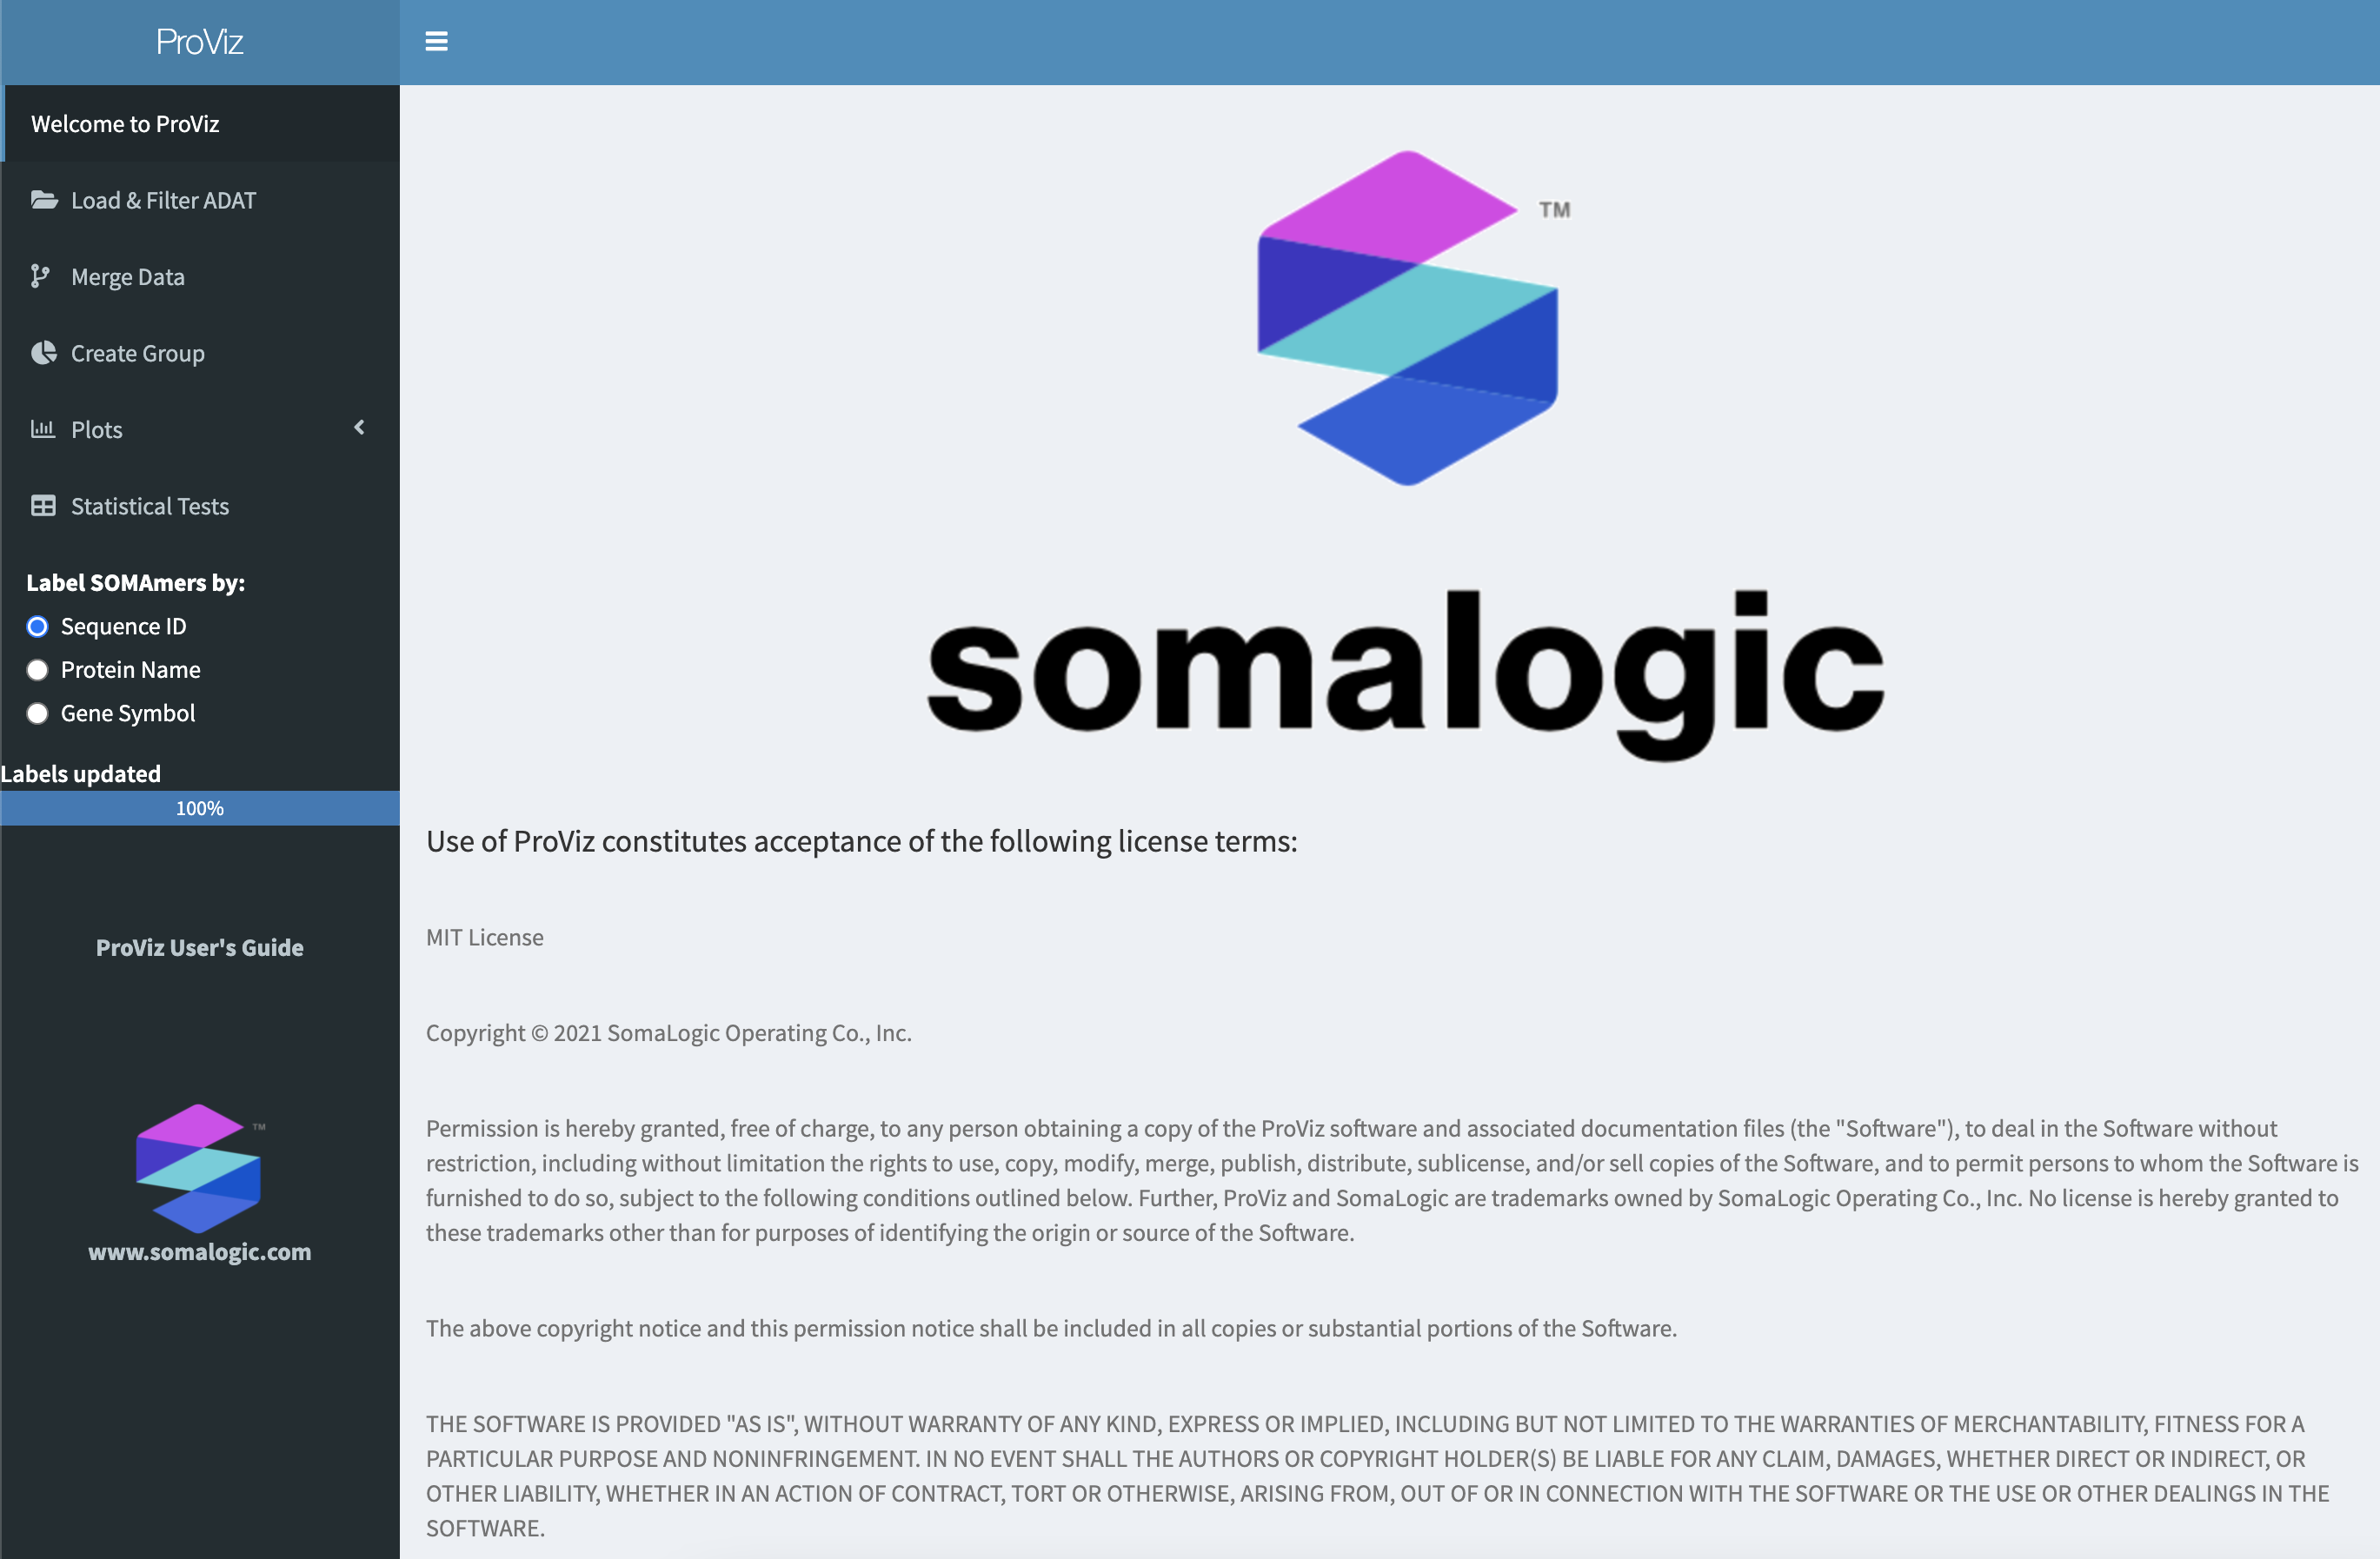 ProViz
Welcome to ProViz
Load & Filter ADAT
Merge Data
Create Group
Plots
Statistical Tests
Label SOMAmers by:
Sequence ID
Protein Name
Gene Symbol
Labels updated
100%
ProViz User's Guide
TM
www.somalogic.com
TM
somalogic
Use of ProViz constitutes acceptance of the following license terms:
MIT License
Copyright © 2021 SomaLogic Operating Co., Inc.
Permission is hereby granted, free of charge, to any person obtaining a copy of the ProViz software and associated documentation files (the "Software"), to deal in the Software without
restriction, including without limitation the rights to use, copy, modify, merge, publish, distribute, sublicense, and/or sell copies of the Software, and to permit persons to whom the Software is
furnished to do so, subject to the following conditions outlined below. Further, ProViz and SomaLogic are trademarks owned by SomaLogic Operating Co., Inc. No license is hereby granted to
these trademarks other than for purposes of identifying the origin or source of the Software.
The above copyright notice and this permission notice shall be included in all copies or substantial portions of the Software.
THE SOFTWARE IS PROVIDED "AS IS", WITHOUT WARRANTY OF ANY KIND, EXPRESS OR IMPLIED, INCLUDING BUT NOT LIMITED TO THE WARRANTIES OF MERCHANTABILITY, FITNESS FOR A
PARTICULAR PURPOSE AND NONINFRINGEMENT. IN NO EVENT SHALL THE AUTHORS OR COPYRIGHT HOLDER(S) BE LIABLE FOR ANY CLAIM, DAMAGES, WHETHER DIRECT OR INDIRECT, OR
OTHER LIABILITY, WHETHER IN AN ACTION OF CONTRACT, TORT OR OTHERWISE, ARISING FROM, OUT OF OR IN CONNECTION WITH THE SOFTWARE OR THE USE OR OTHER DEALINGS IN THE
SOFTWARE.